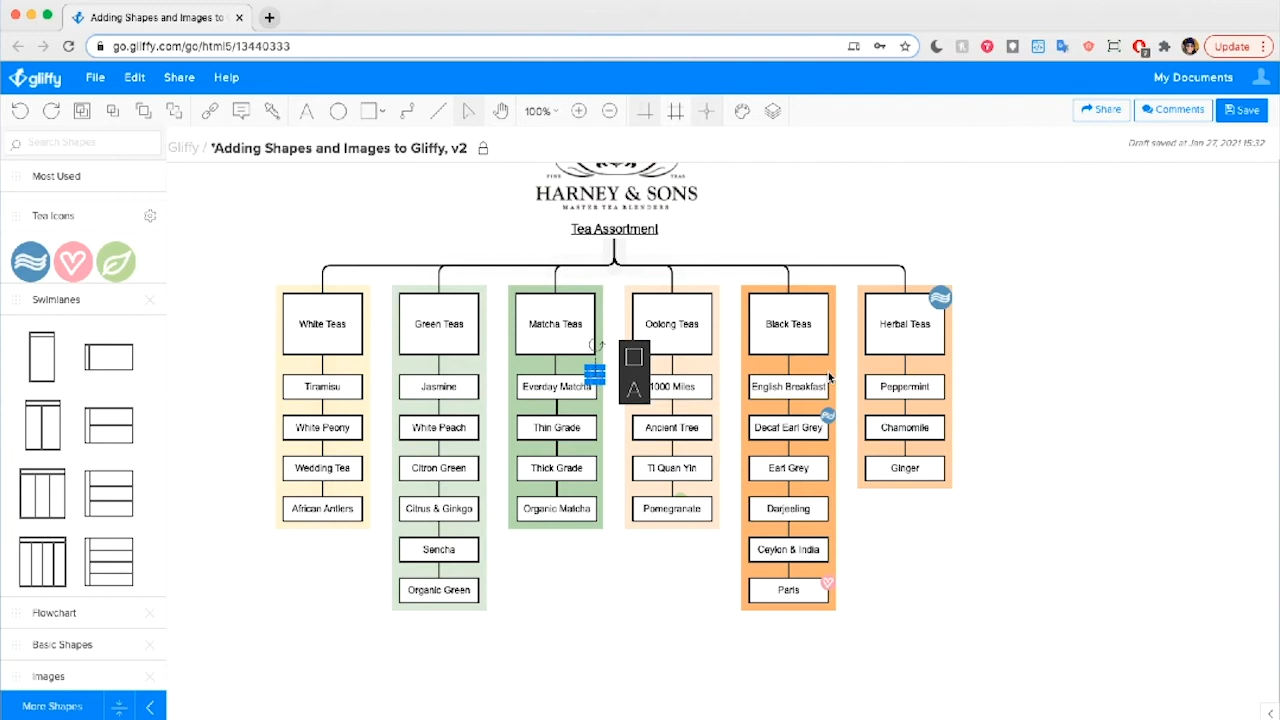 Adding Shapes and Images to
go.gliffy.com/go/html5/13440333
Update
gliffy
File Edit Share Help
My Documents
100%
Share
Comments
Save
Search Shapes
Gliffy / *Adding Shapes and Images to Gliffy, v2
Draft saved at Jan 27, 2021 15:32
Most Used
Tea Icons
Swimlanes
Flowchart
Basic Shapes
Images
More Shapes
FINE TEAS
HARNEY & SONS
MASTER TEA BLENDERS
Tea Assortment
White Teas
Tiramisu
White Peony
Wedding Tea
African Antlers
Green Teas
Jasmine
White Peach
Citron Green
Citrus & Ginkgo
Sencha
Organic Green
Matcha Teas
Everday Matcha
Thin Grade
Thick Grade
Organic Matcha
Oolong Teas
1000 Miles
Ancient Tree
Ti Quan Yin
Pomegranate
Black Teas
English Breakfast
Decaf Earl Grey
Earl Grey
Darjeeling
Ceylon & India
Paris
Herbal Teas
Peppermint
Chamomile
Ginger